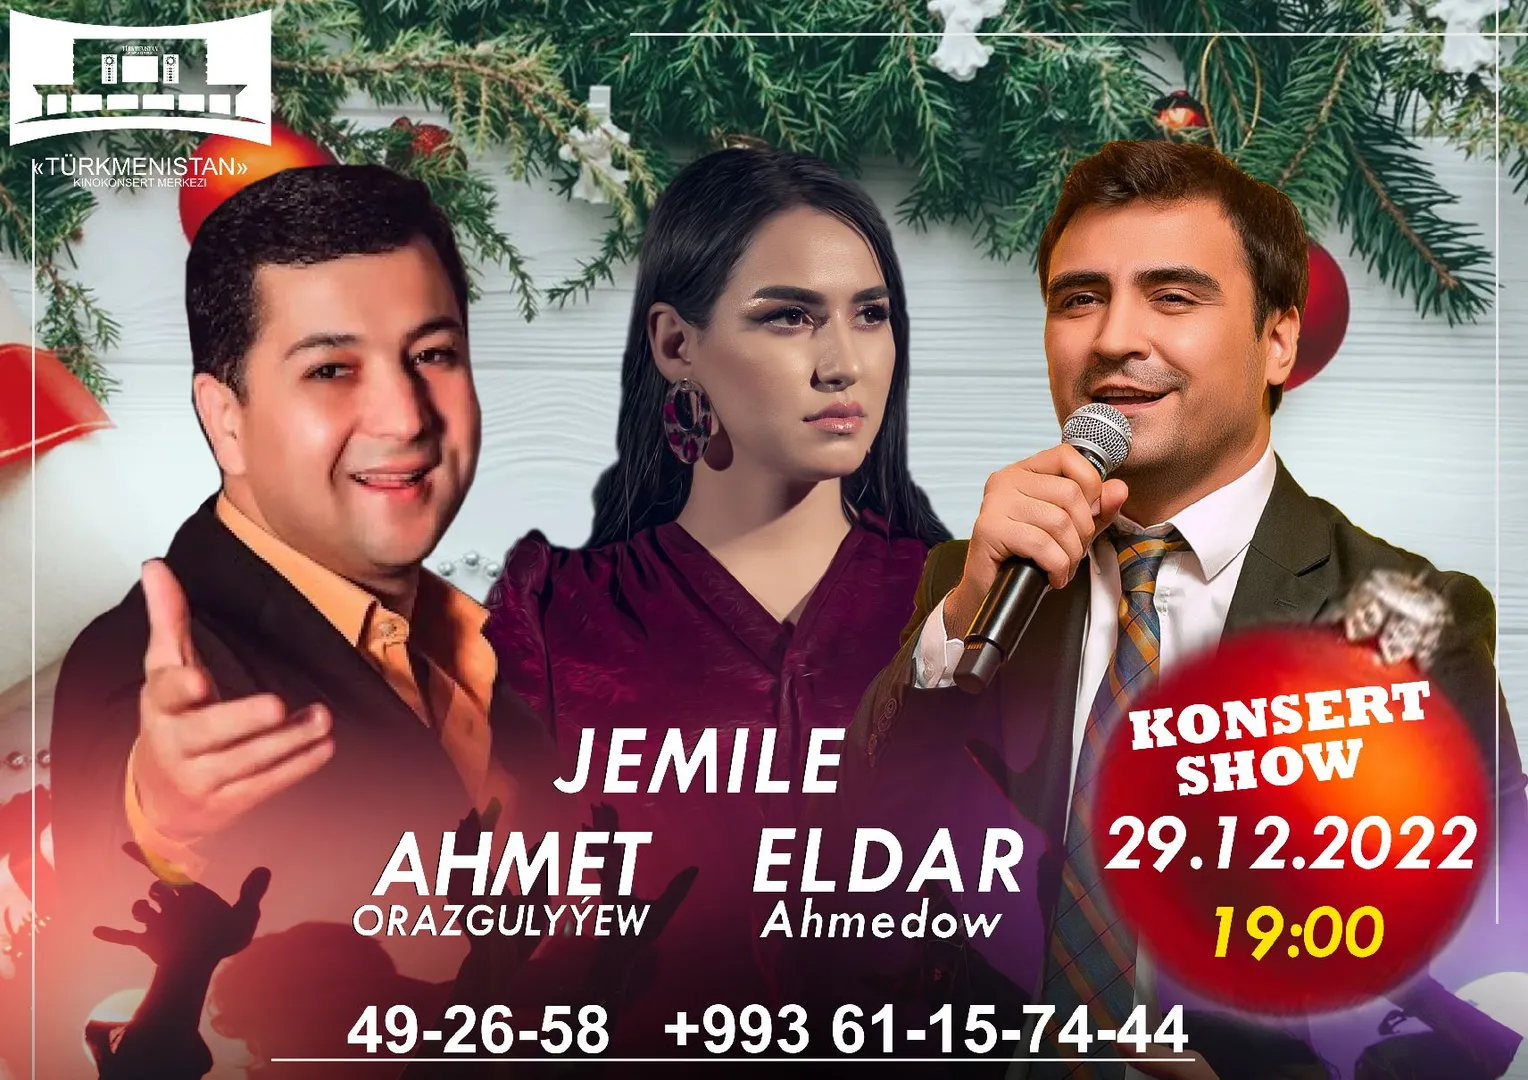 TÜRKMENISTAN
«TÜRKMENISTAN»
KINOKONSERT MERKEZI
JEMILE
AHMET
ORAZGULYÝEW
ELDAR
Ahmedow
KONSERT
SHOW
29.12.2022
19:00
49-26-58 +993 61-15-74-44